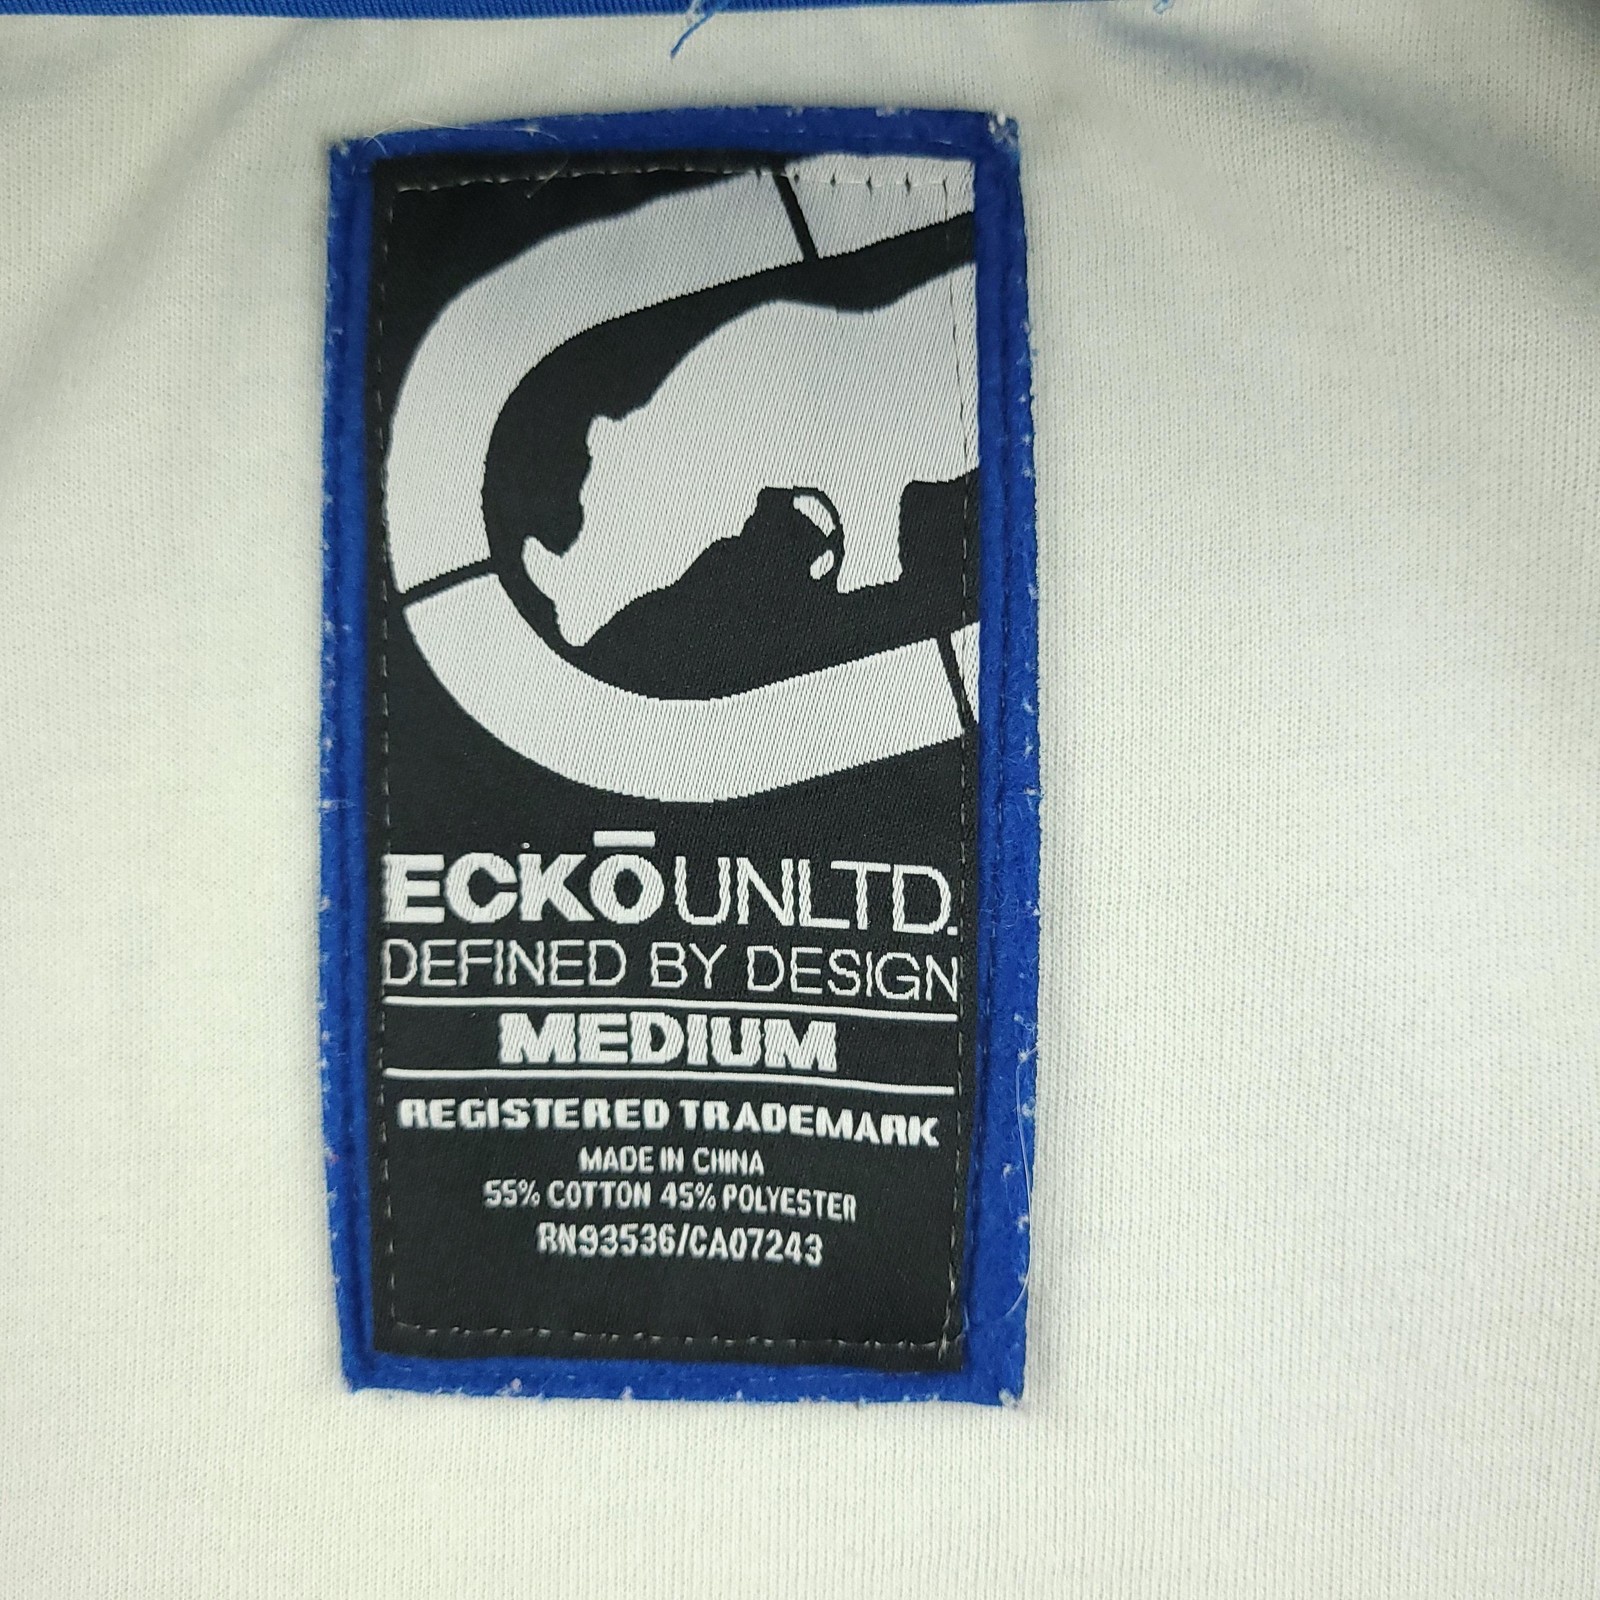 ECKŌ UNLTD.
DEFINED BY DESIGN
MEDIUM
REGISTERED TRADEMARK
MADE IN CHINA
55% COTTON 45% POLYESTER
RN93536/CA07243